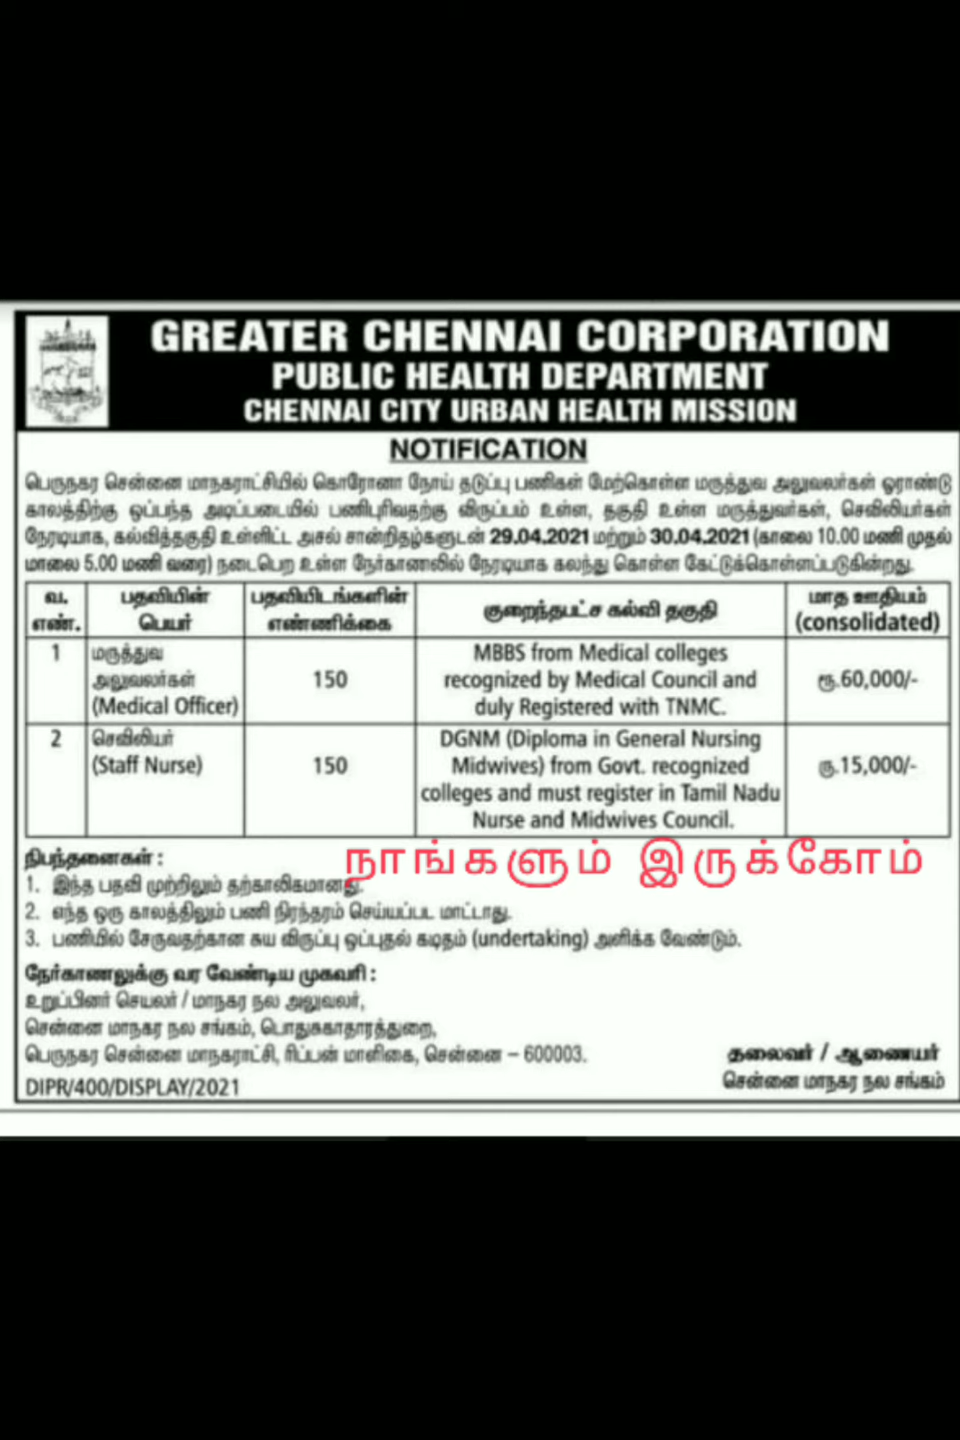 GREATER CHENNAI CORPORATION
PUBLIC HEALTH DEPARTMENT
CHENNAI CITY URBAN HEALTH MISSION
NOTIFICATION
பெருநகர சென்னை மாநகராட்சியில் கொரோனா நோய் தடுப்பு பணிகள் மேற்கொள்ள மருத்துவ அலுவலர்கள் ஓராண்டு
காலத்திற்கு ஒப்பந்த அடிப்படையில் பணிபுரிவதற்கு விருப்பம் உள்ள, தகுதி உள்ள மருத்துவர்கள், செவிலியர்கள்
நேரடியாக, கல்வித்தகுதி உள்ளிட்ட அசல் சான்றிதழ்களுடன் 29.04.2021 மற்றும் 30.04.2021 (காலை 10.00 மணி முதல்
மாலை 5.00 மணி வரை) நடைபெற உள்ள நேர்காணலில் நேரடியாக கலந்து கொள்ள கேட்டுக்கொள்ளப்படுகின்றது.
வ. எண். பதவியின் பெயர் பதவியிடங்களின் எண்ணிக்கை குறைந்தபட்ச கல்வி தகுதி மாத ஊதியம் (consolidated)
1 மருத்துவ அலுவலர்கள் (Medical Officer) 150 MBBS from Medical colleges
recognized by Medical Council and
duly Registered with TNMC. ரூ.60,000/-
2 செவிலியர் (Staff Nurse) 150 DGNM (Diploma in General Nursing
Midwives) from Govt. recognized
colleges and must register in Tamil Nadu
Nurse and Midwives Council. ரூ.15,000/-
நிபந்தனைகள் :
நாங்களும் இருக்கோம்
1. இந்த பதவி முற்றிலும் தற்காலிகமானது.
2. எந்த ஒரு காலத்திலும் பணி நிரந்தரம் செய்யப்பட மாட்டாது.
3. பணியில் சேருவதற்கான சுய விருப்பு ஒப்புதல் கடிதம் (undertaking) அளிக்க வேண்டும்.
நேர்காணலுக்கு வர வேண்டிய முகவரி :
உறுப்பினர் செயலர் / மாநகர நல அலுவலர்,
சென்னை மாநகர நல சங்கம், பொதுசுகாதாரத்துறை,
பெருநகர சென்னை மாநகராட்சி, ரிப்பன் மாளிகை, சென்னை – 600003.
DIPR/400/DISPLAY/2021
தலைவர் / ஆணையர்
சென்னை மாநகர நல சங்கம்